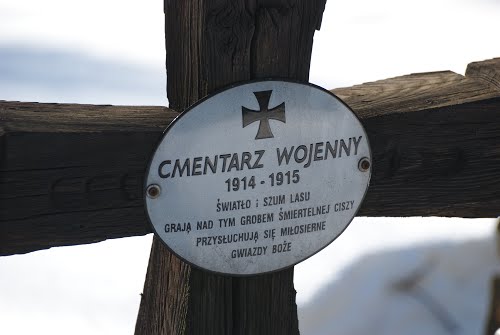 CMENTARZ WOJENNY
1914 - 1915
ŚWIATŁO i SZUM LASU
GRAJĄ NAD TYM GROBEM ŚMIERTELNEJ CISZY
PRZYSŁUCHUJĄ SIĘ MIŁOSIERNE
GWIAZDY BOŻE